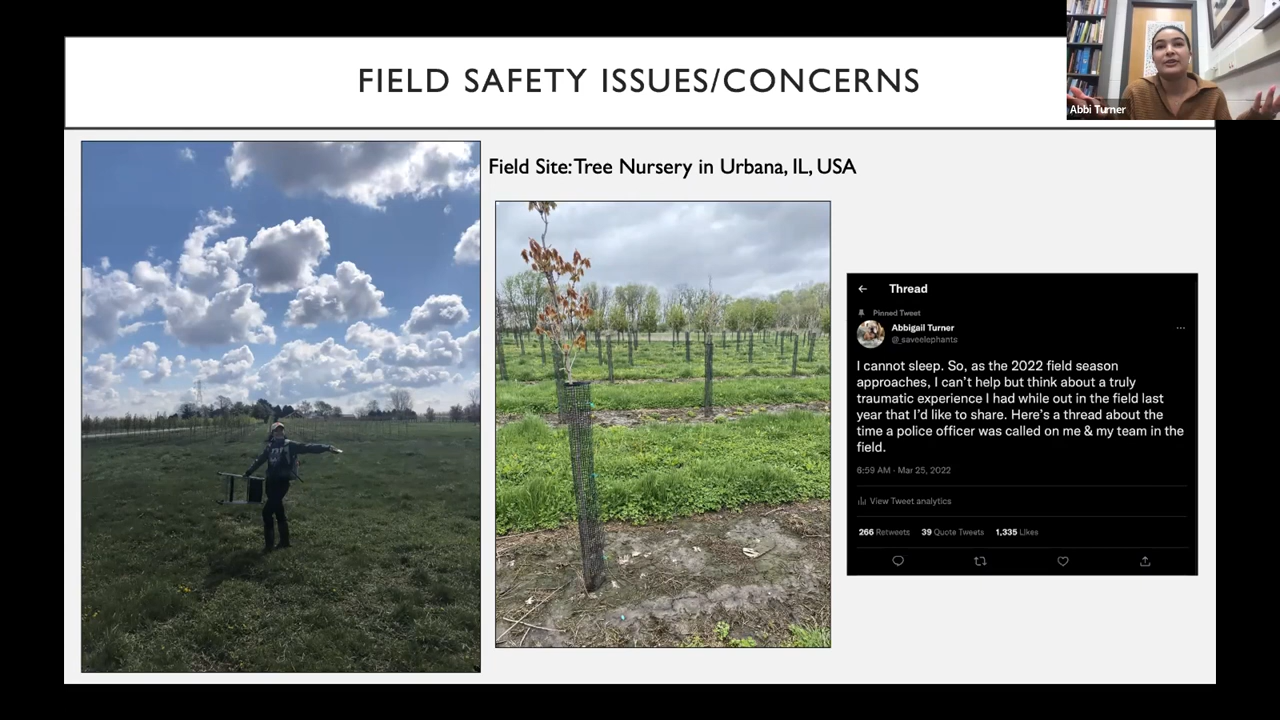 FIELD SAFETY ISSUES/CONCERNS
Abbi Turner
Field Site: Tree Nursery in Urbana, IL, USA
Thread
Pinned Tweet
Abbigail Turner
@_saveelephants
I cannot sleep. So, as the 2022 field season
approaches, I can't help but think about a truly
traumatic experience I had while out in the field last
year that I'd like to share. Here's a thread about the
time a police officer was called on me & my team in the
field.
6:59 AM · Mar 25, 2022
View Tweet analytics
266 Retweets 39 Quote Tweets 1,335 Likes